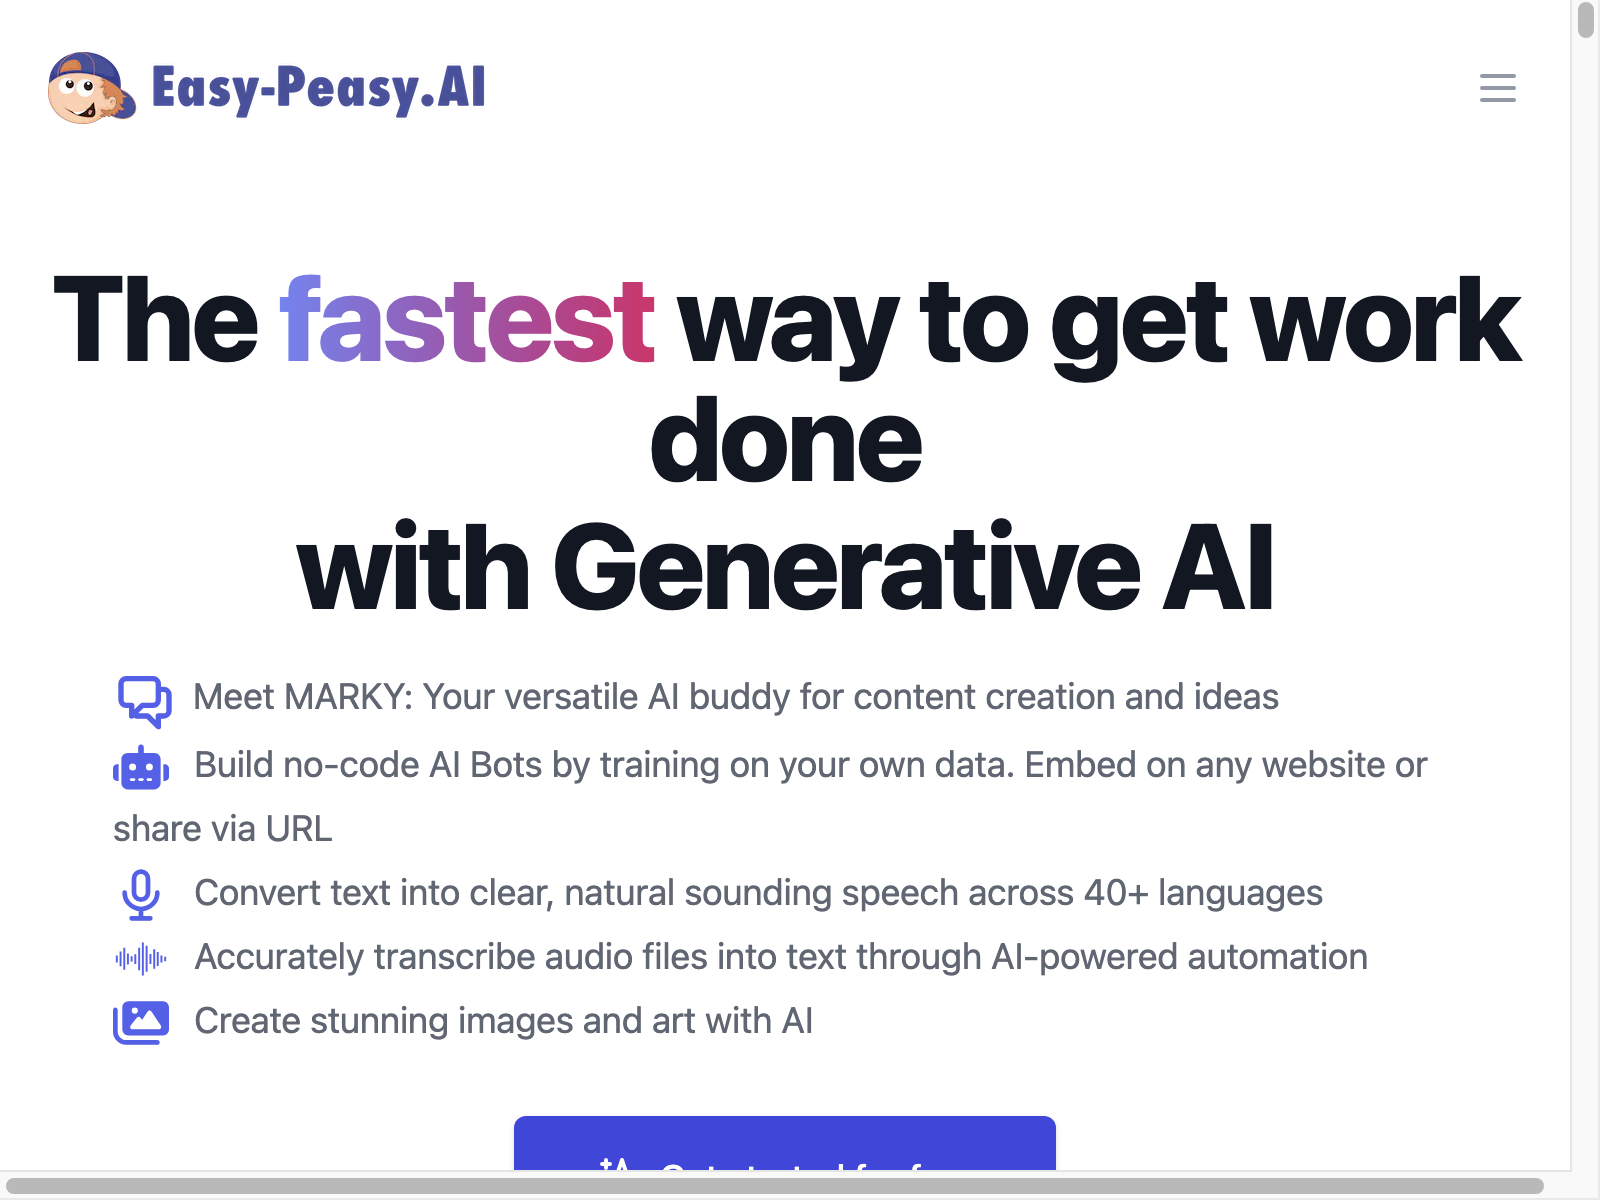 Easy-Peasy.AI
The fastest way to get work
done
with Generative AI
Meet MARKY: Your versatile AI buddy for content creation and ideas
Build no-code AI Bots by training on your own data. Embed on any website or
share via URL
Convert text into clear, natural sounding speech across 40+ languages
Accurately transcribe audio files into text through AI-powered automation
Create stunning images and art with AI